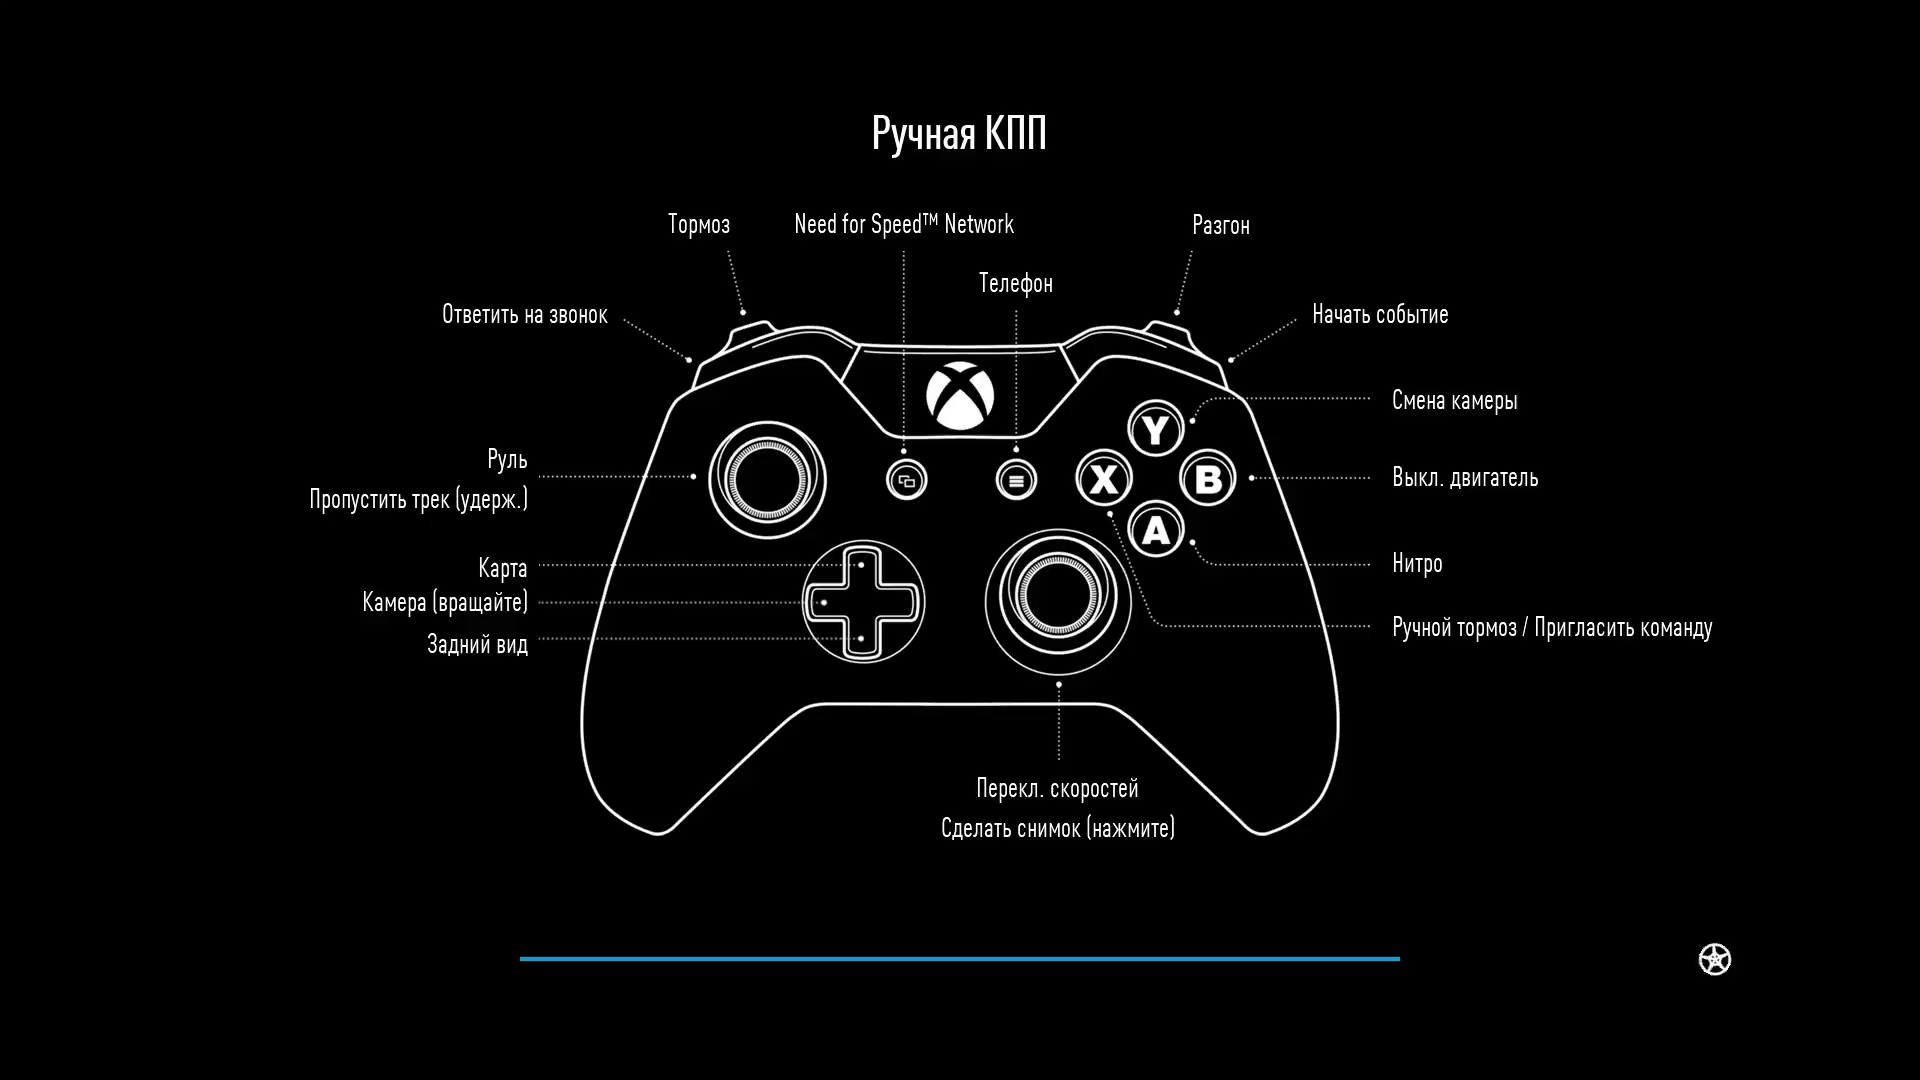 Ручная КПП
Тормоз
Need for Speed™ Network
Разгон
Телефон
Ответить на звонок
Начать событие
Смена камеры
Y
Руль
X
B
Выкл. двигатель
Пропустить трек (удерж.)
A
Карта
Нитро
Камера (вращайте)
Ручной тормоз / Пригласить команду
Задний вид
Перекл. скоростей
Сделать снимок (нажмите)